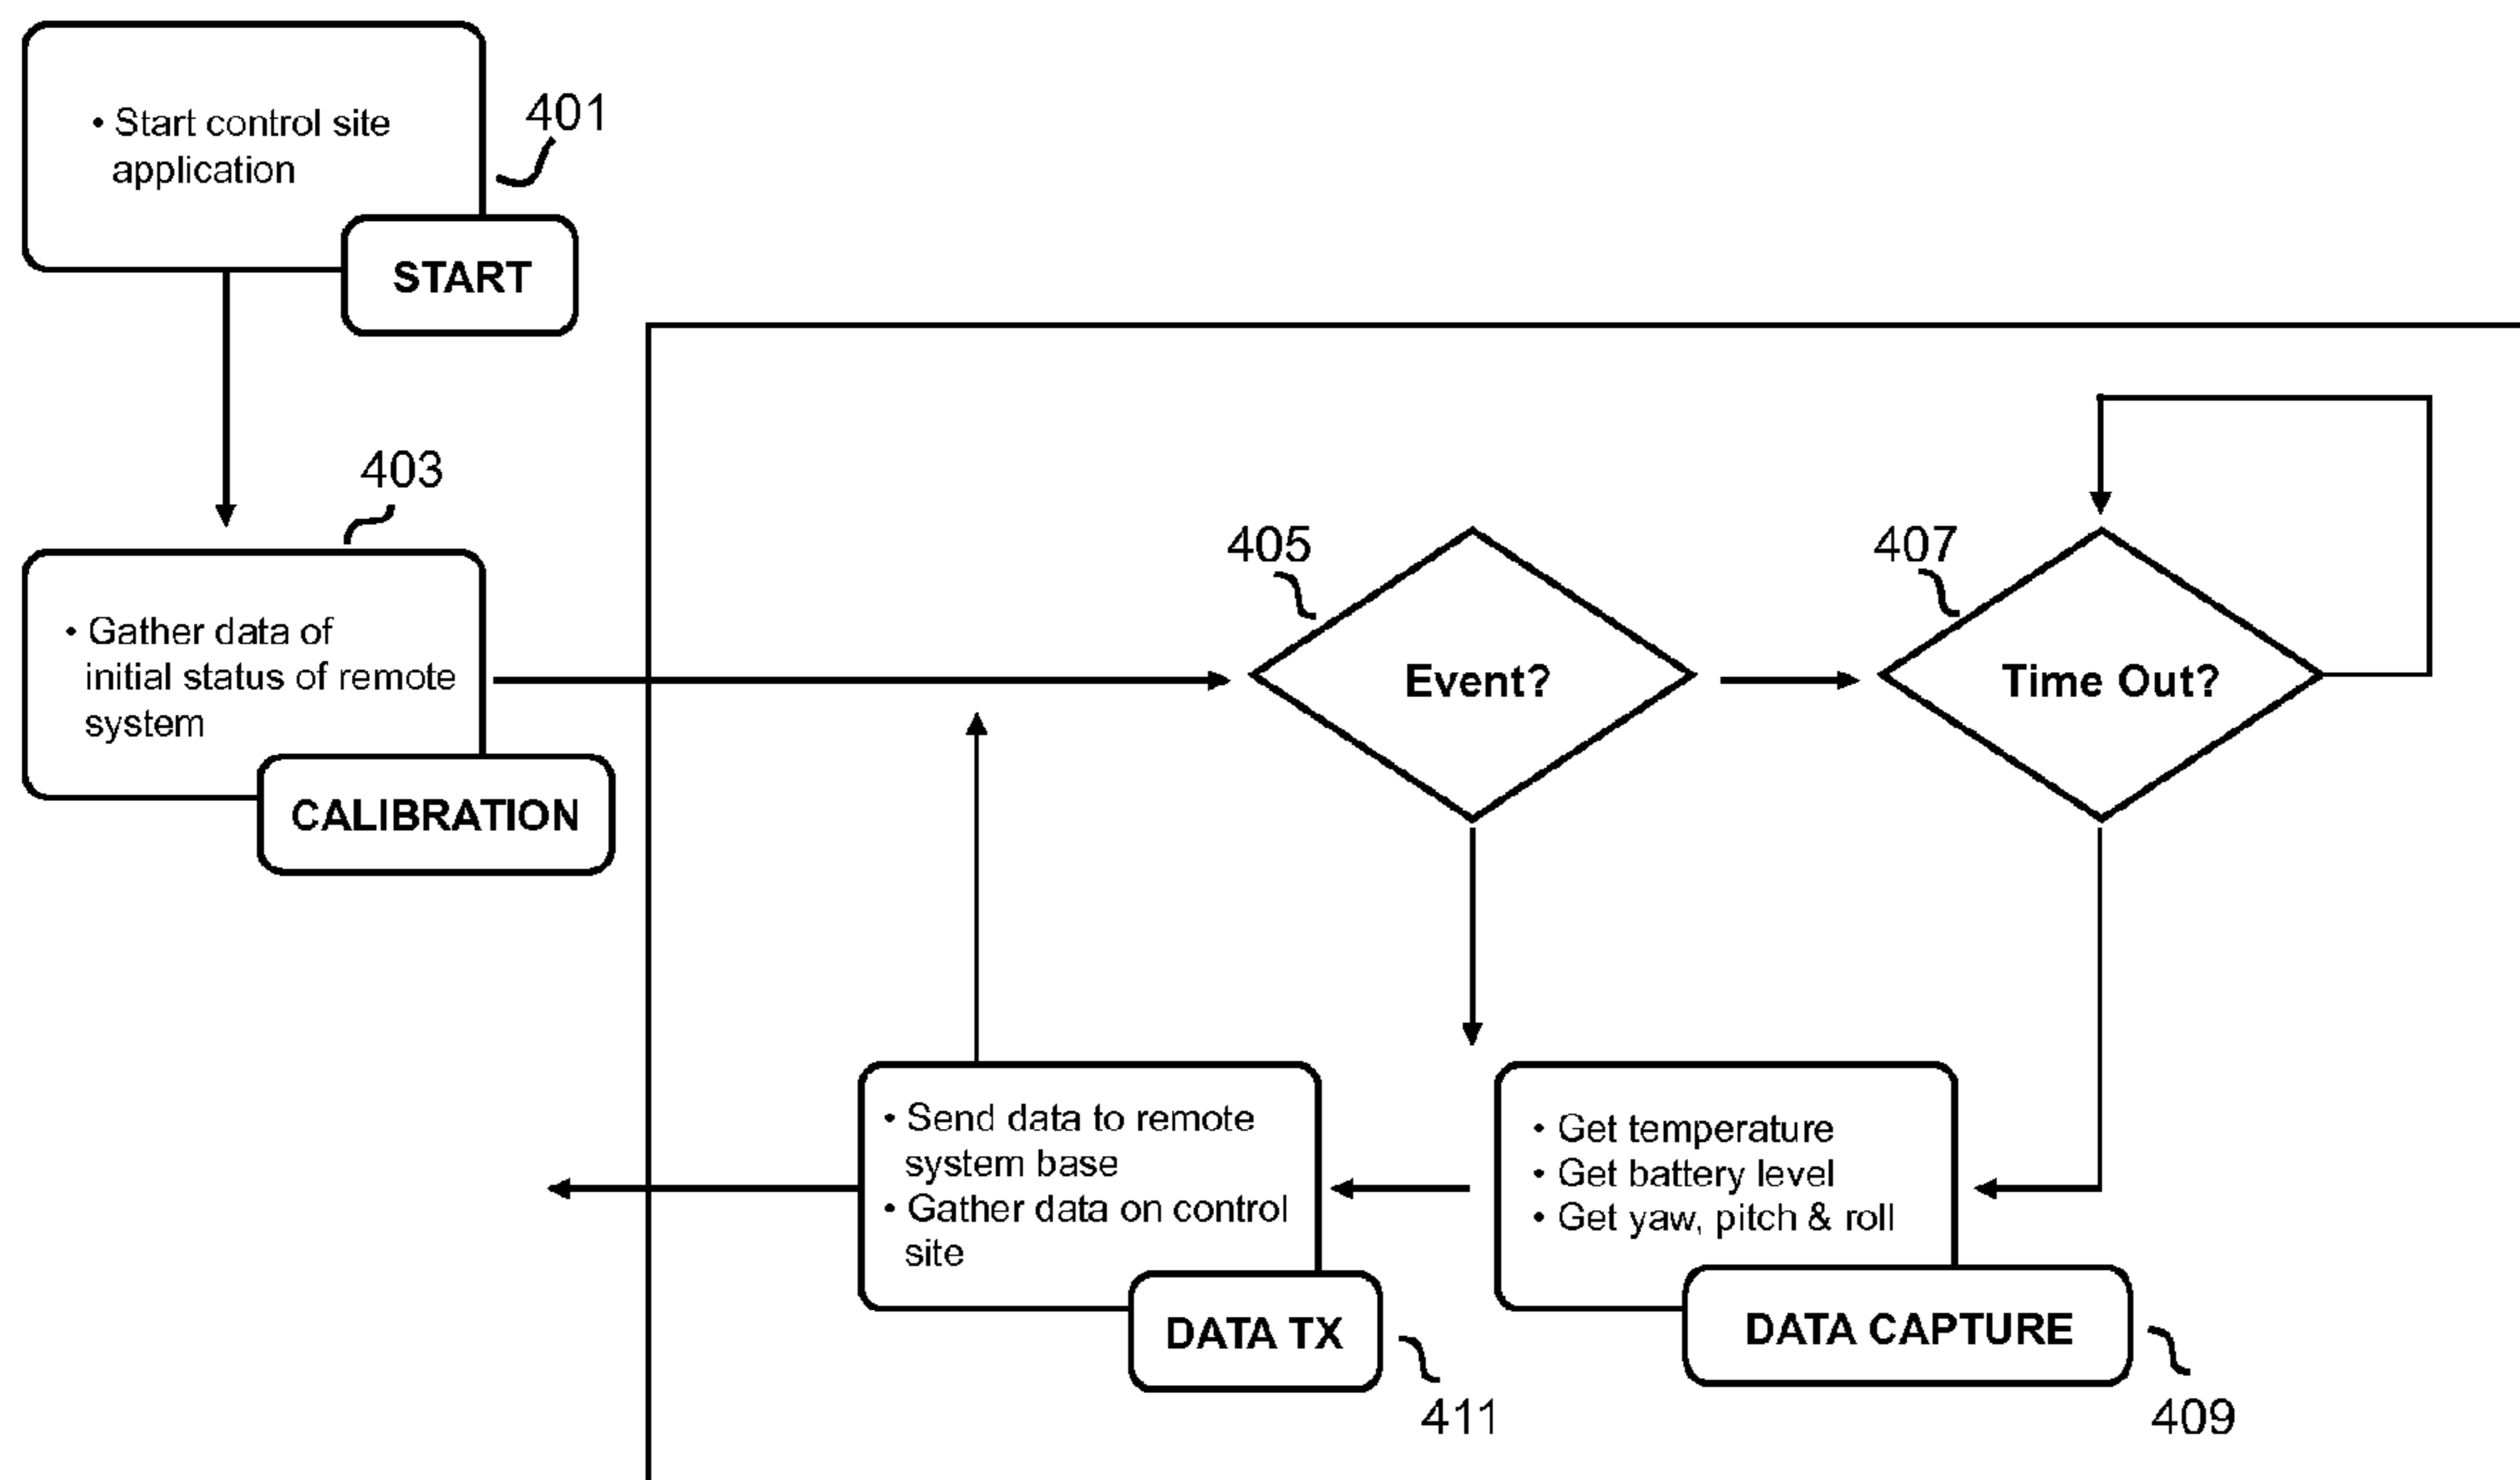 • Start control site
application
401
START
403
• Gather data of
initial status of remote
system
CALIBRATION
405
Event?
407
Time Out?
• Send data to remote
system base
• Gather data on control
site
DATA TX
411
• Get temperature
• Get battery level
• Get yaw, pitch & roll
DATA CAPTURE
409